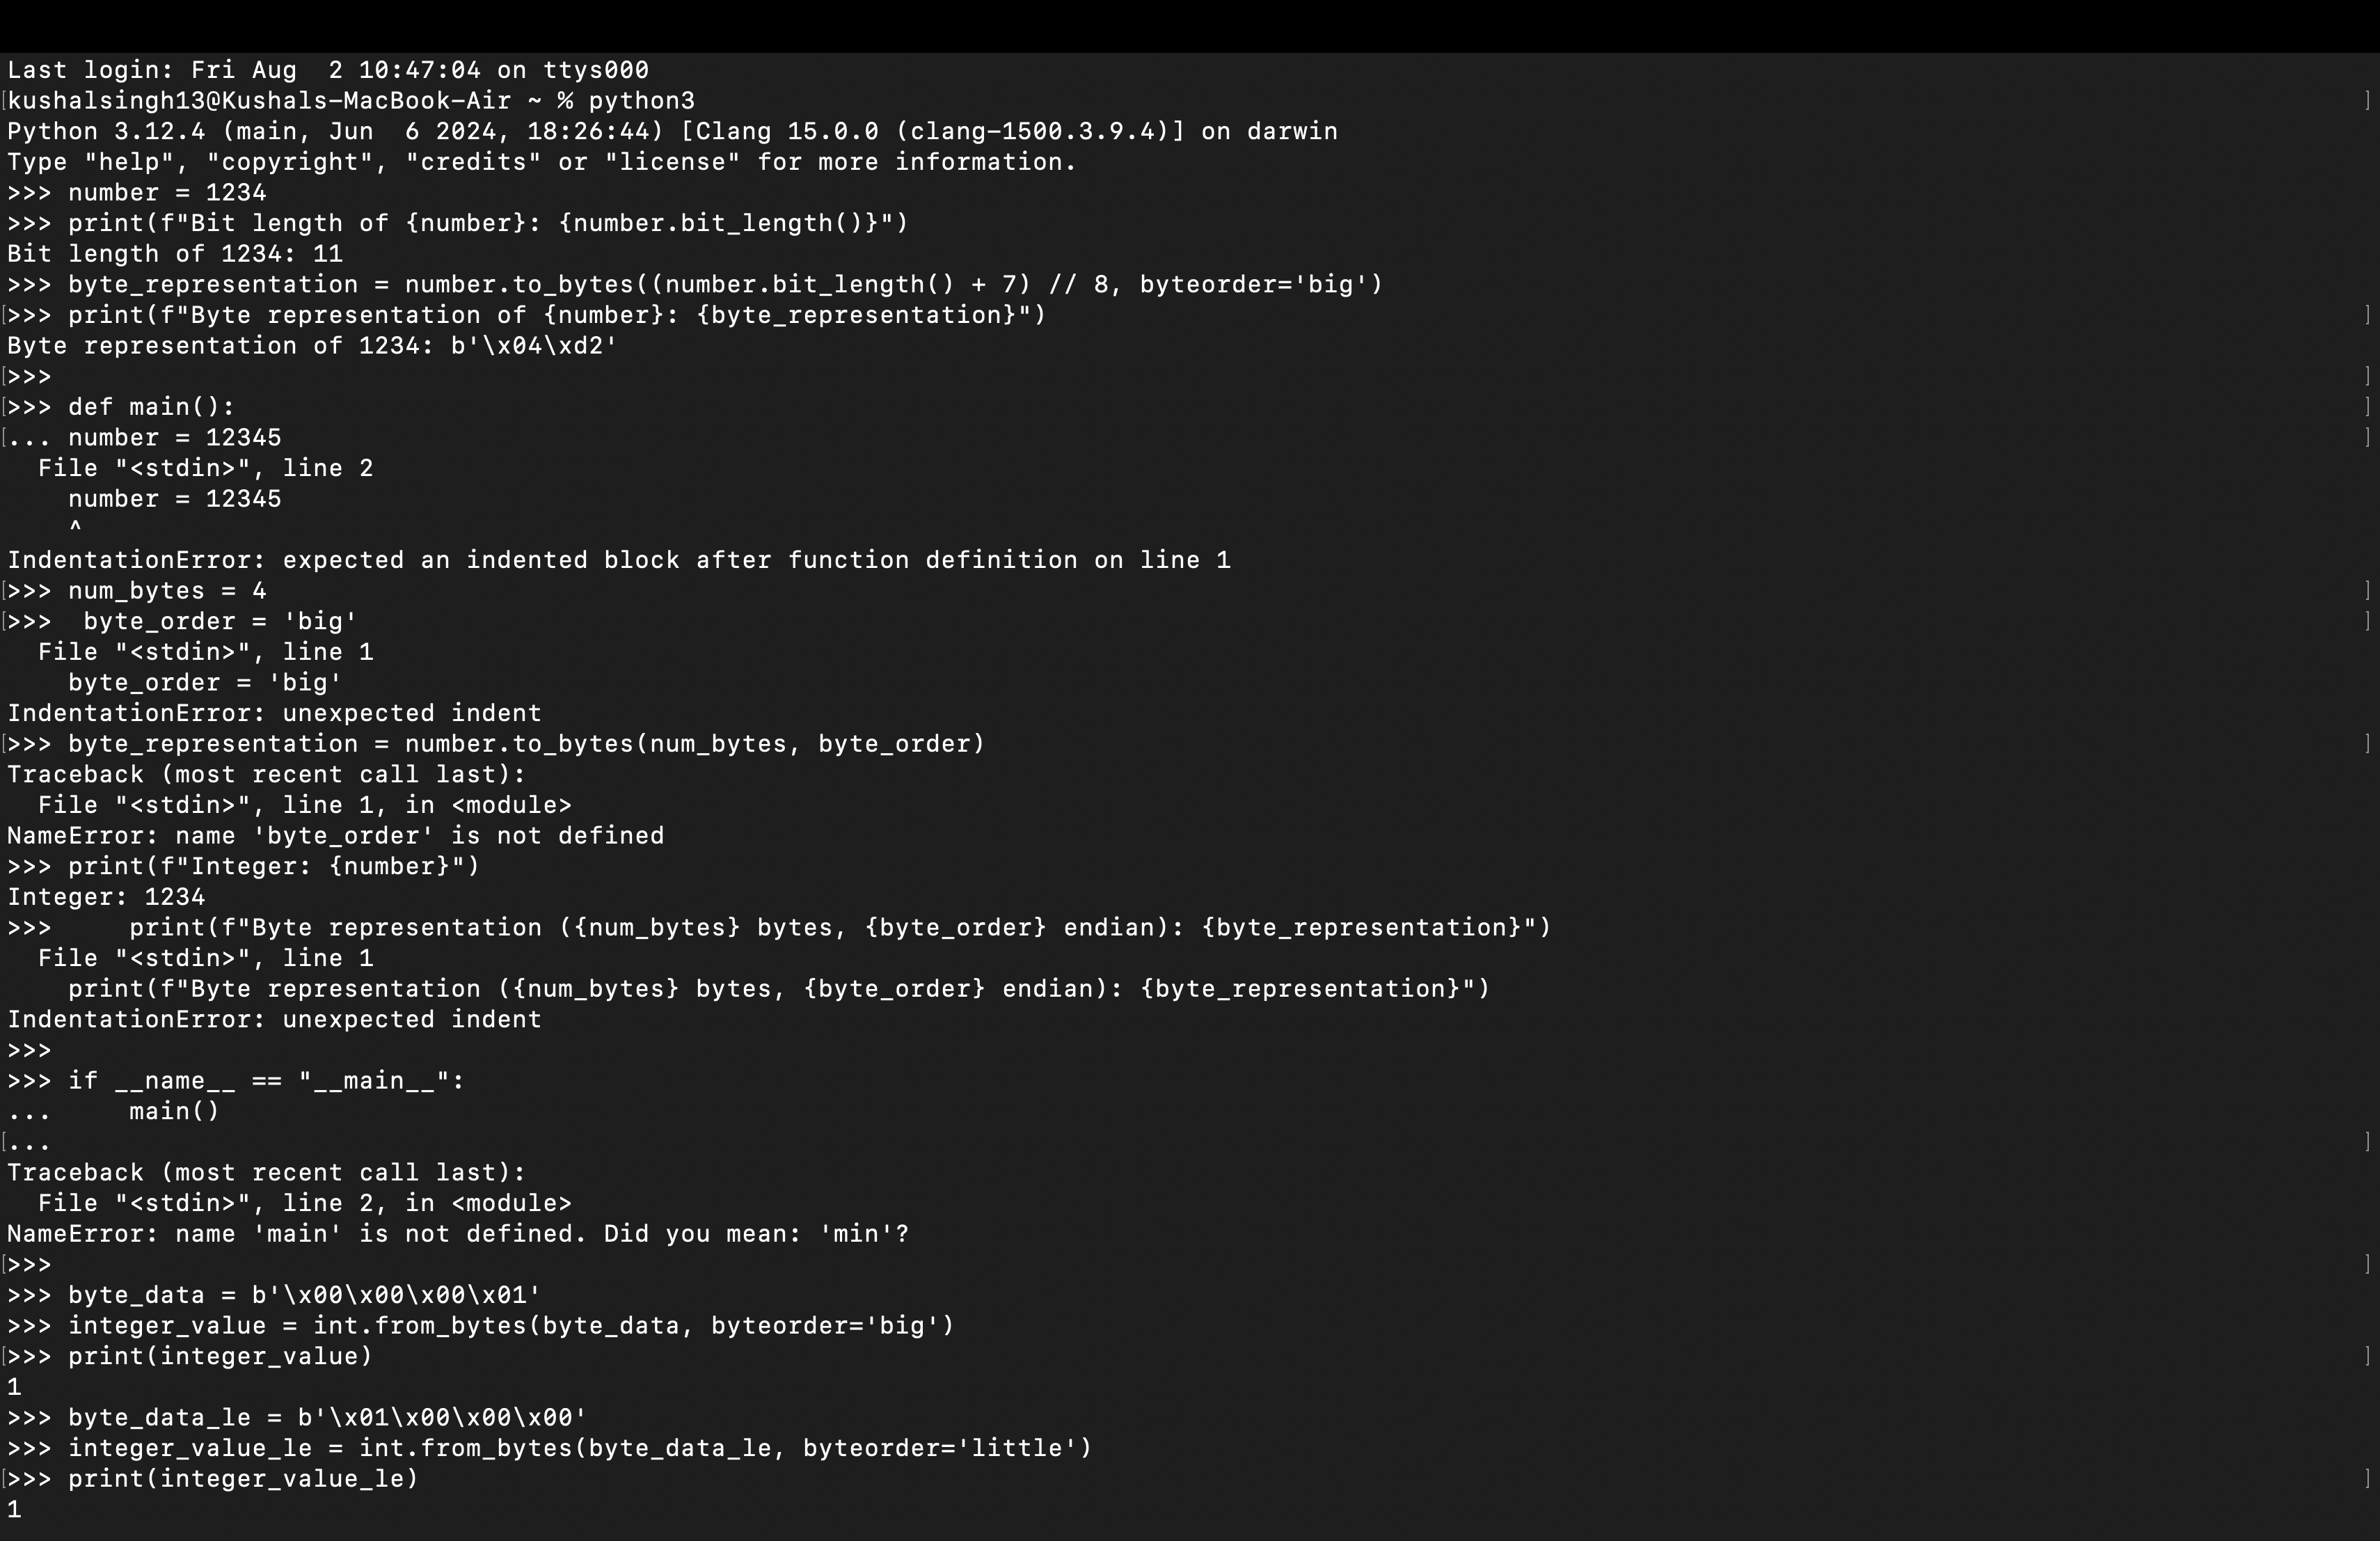 Last login: Fri Aug  2 10:47:04 on ttys000
[kushalsingh13@Kushals-MacBook-Air ~ % python3 ]
Python 3.12.4 (main, Jun  6 2024, 18:26:44) [Clang 15.0.0 (clang-1500.3.9.4)] on darwin
Type "help", "copyright", "credits" or "license" for more information.
>>> number = 1234
>>> print(f"Bit length of {number}: {number.bit_length()}")
Bit length of 1234: 11
>>> byte_representation = number.to_bytes((number.bit_length() + 7) // 8, byteorder='big')
[>>> print(f"Byte representation of {number}: {byte_representation}") ]
Byte representation of 1234: b'\x04\xd2'
[>>> ]
[>>> def main(): ]
[... number = 12345 ]
  File "<stdin>", line 2
    number = 12345
    ^
IndentationError: expected an indented block after function definition on line 1
[>>> num_bytes = 4 ]
[>>>  byte_order = 'big' ]
  File "<stdin>", line 1
    byte_order = 'big'
IndentationError: unexpected indent
[>>> byte_representation = number.to_bytes(num_bytes, byte_order) ]
Traceback (most recent call last):
  File "<stdin>", line 1, in <module>
NameError: name 'byte_order' is not defined
>>> print(f"Integer: {number}")
Integer: 1234
>>>     print(f"Byte representation ({num_bytes} bytes, {byte_order} endian): {byte_representation}")
  File "<stdin>", line 1
    print(f"Byte representation ({num_bytes} bytes, {byte_order} endian): {byte_representation}")
IndentationError: unexpected indent
>>>
>>> if __name__ == "__main__":
...     main()
[... ]
Traceback (most recent call last):
  File "<stdin>", line 2, in <module>
NameError: name 'main' is not defined. Did you mean: 'min'?
[>>> ]
>>> byte_data = b'\x00\x00\x00\x01'
>>> integer_value = int.from_bytes(byte_data, byteorder='big')
[>>> print(integer_value) ]
1
>>> byte_data_le = b'\x01\x00\x00\x00'
>>> integer_value_le = int.from_bytes(byte_data_le, byteorder='little')
[>>> print(integer_value_le) ]
1